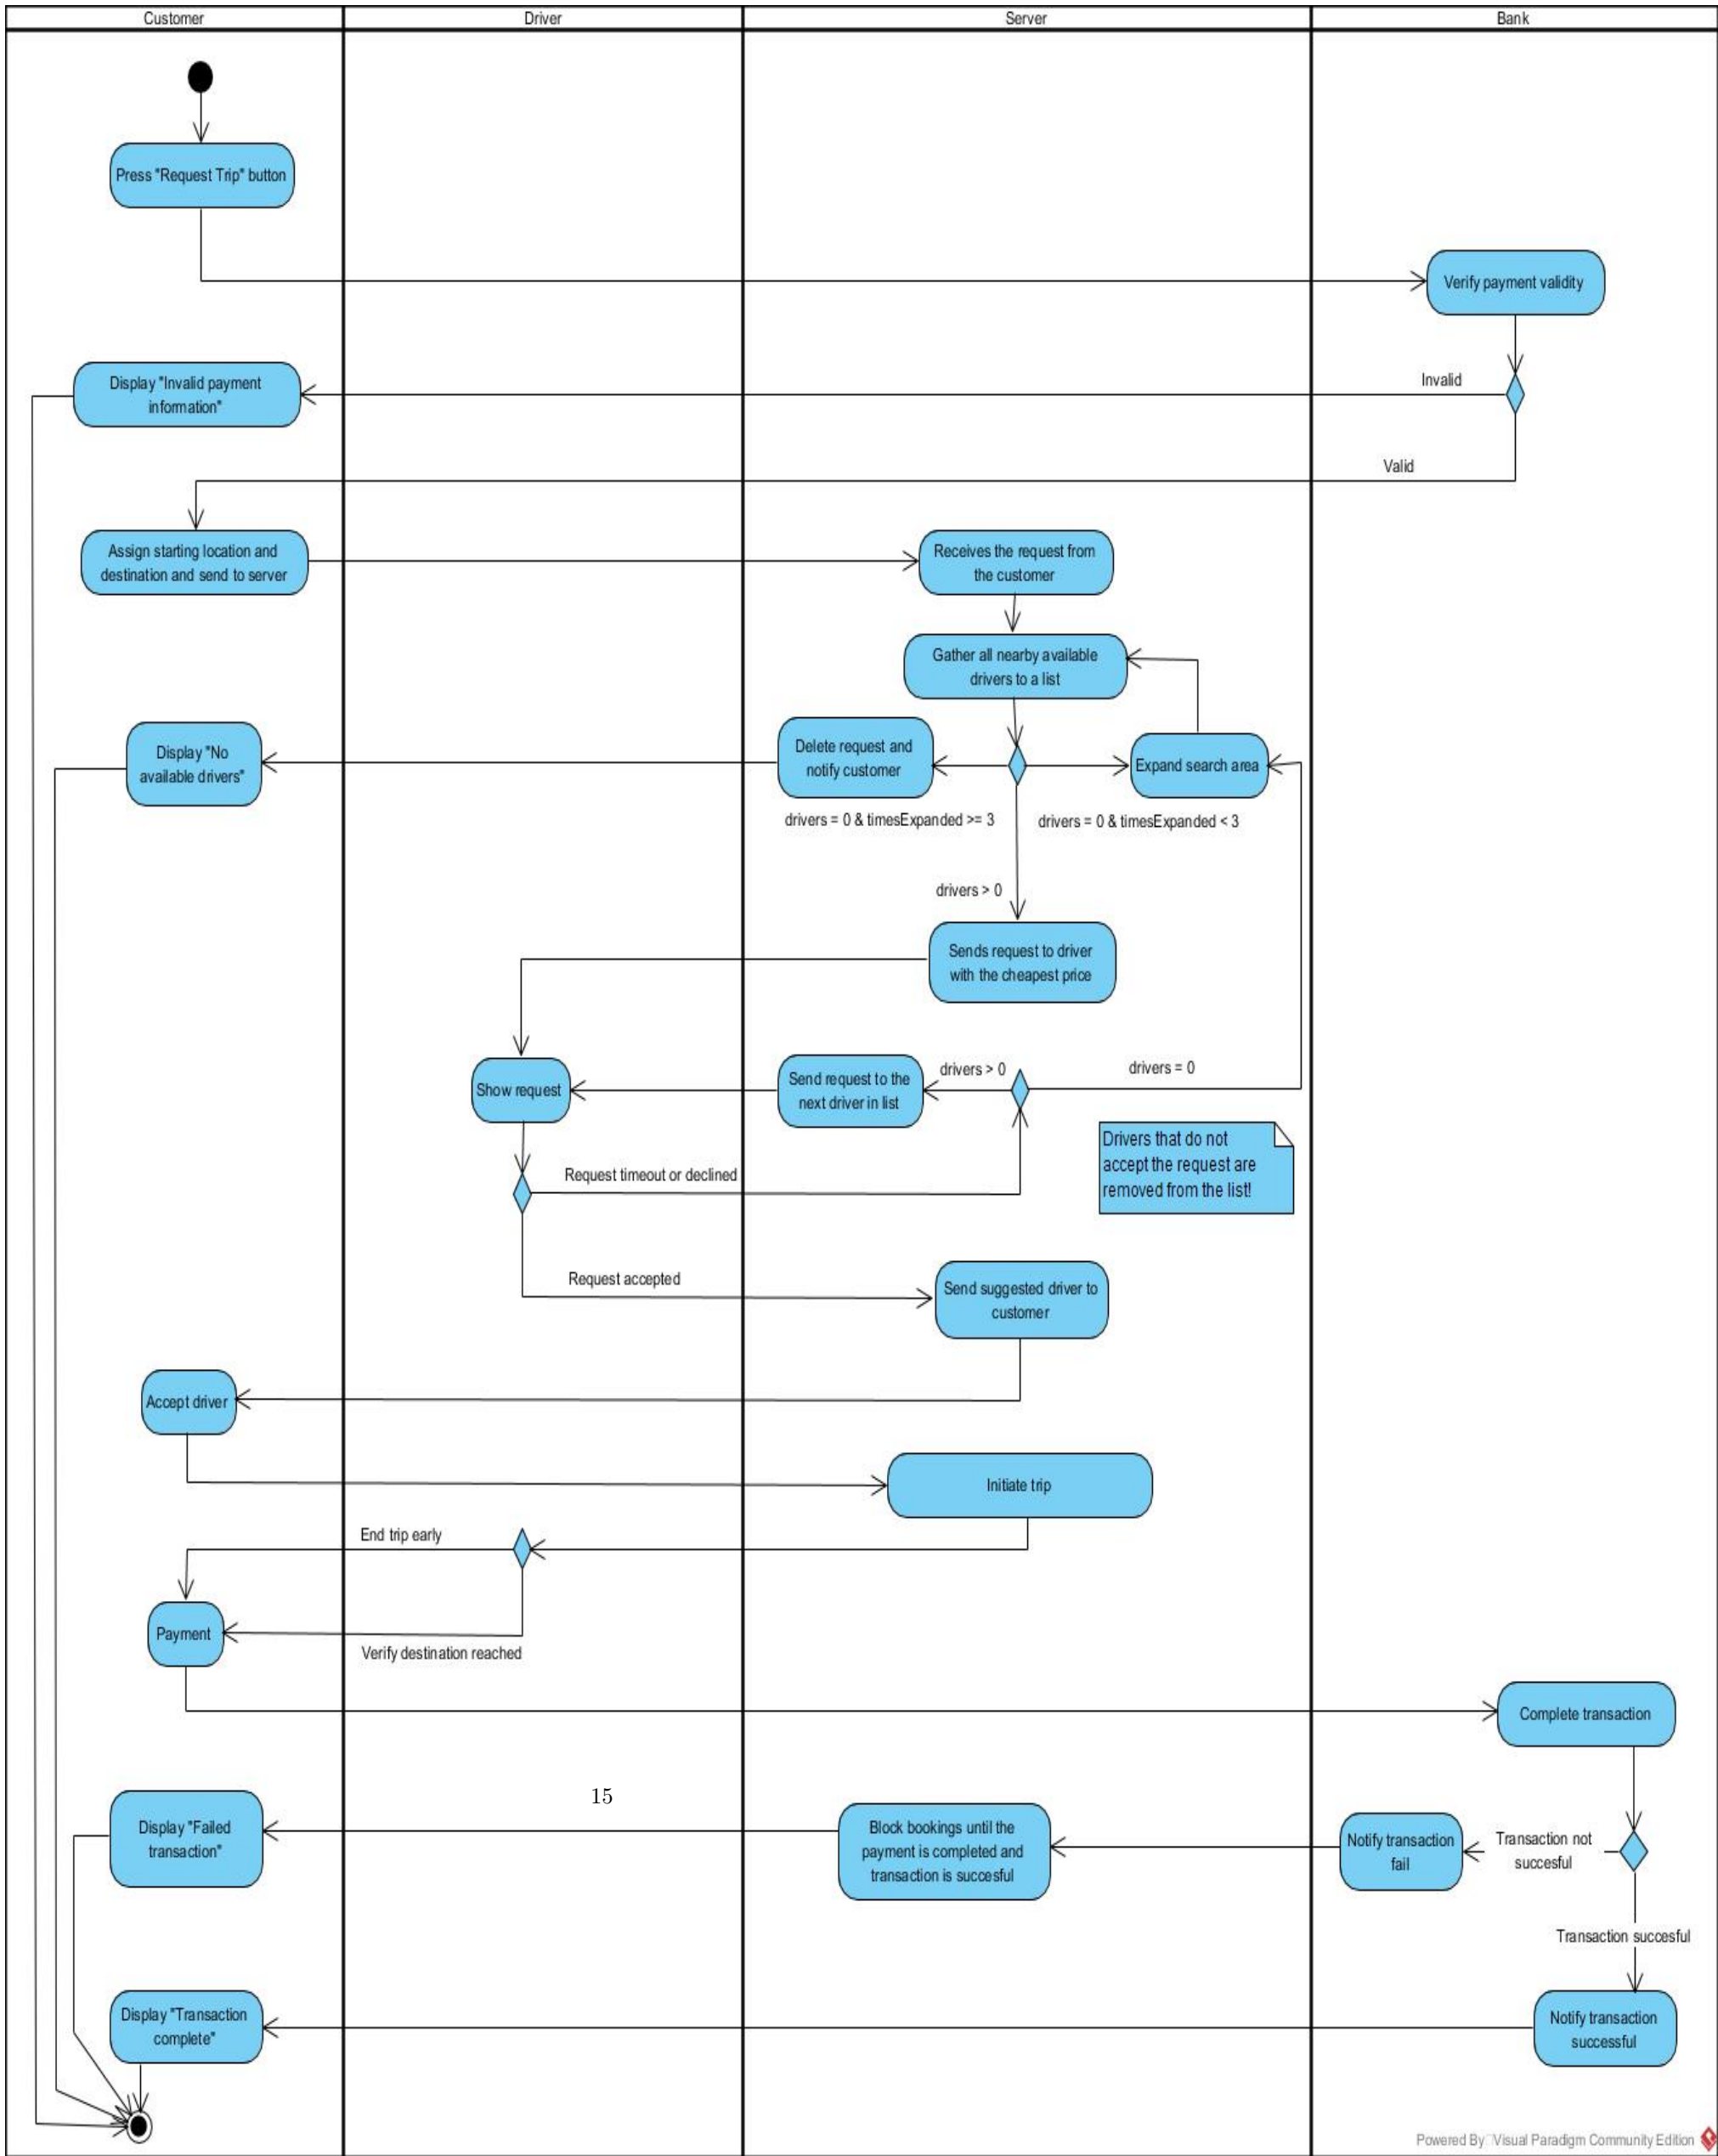 Customer
Driver
Server
Bank
Press "Request Trip" button
Verify payment validity
Display "Invalid payment
information"
Invalid
Valid
Assign starting location and
destination and send to server
Receives the request from
the customer
Gather all nearby available
drivers to a list
Display "No
available drivers"
Delete request and
notify customer
Expand search area
drivers = 0 & timesExpanded >= 3
drivers = 0 & timesExpanded < 3
drivers > 0
Sends request to driver
with the cheapest price
Show request
Send request to the
next driver in list
drivers > 0
drivers = 0
Drivers that do not
accept the request are
removed from the list!
Request timeout or declined
Request accepted
Send suggested driver to
customer
Accept driver
Initiate trip
End trip early
Payment
Verify destination reached
Complete transaction
15
Display "Failed
transaction"
Block bookings until the
payment is completed and
transaction is succesful
Notify transaction
fail
Transaction not
succesful
Transaction succesful
Display "Transaction
complete"
Notify transaction
successful
Powered By Visual Paradigm Community Edition